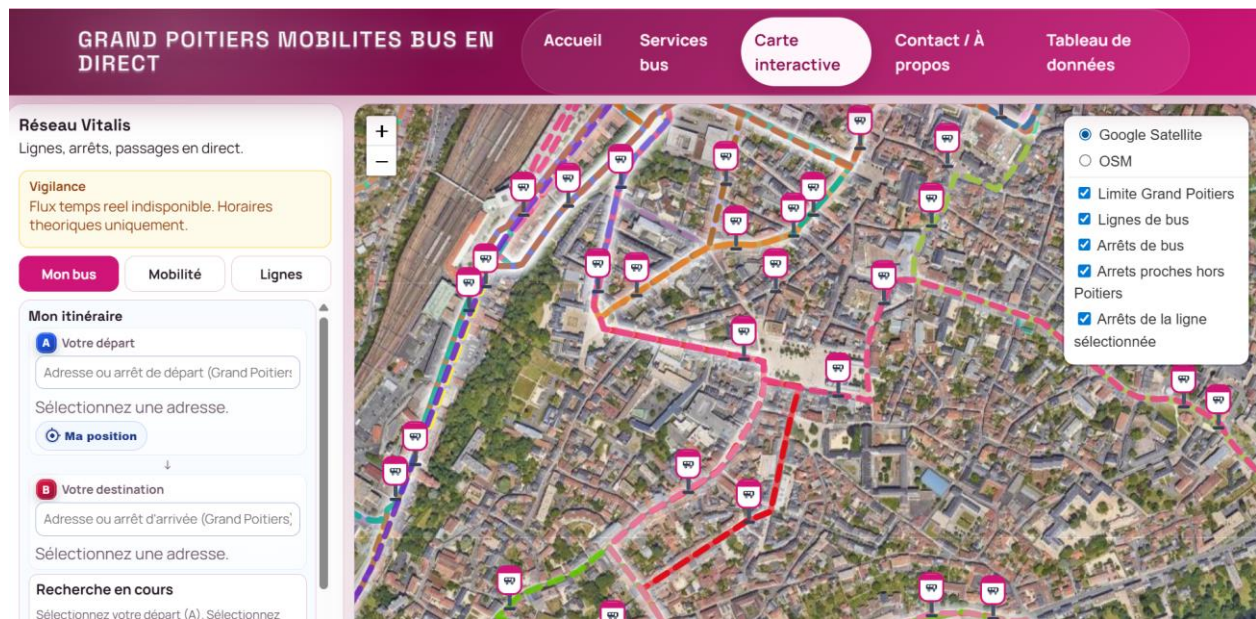 GRAND POITIERS MOBILITES BUS EN
DIRECT
Accueil
Services
bus
Carte
interactive
Contact / À
propos
Tableau de
données
Réseau Vitalis
Lignes, arrêts, passages en direct.
Vigilance
Flux temps reel indisponible. Horaires
theoriques uniquement.
Mon bus
Mobilité
Lignes
Mon itinéraire
A Votre départ
Adresse ou arrêt de départ (Grand Poitiers
Sélectionnez une adresse.
Ma position
↓
B Votre destination
Adresse ou arrêt d'arrivée (Grand Poitiers)
Sélectionnez une adresse.
Recherche en cours
Sélectionnez votre départ (A). Sélectionnez
+
−
Google Satellite
OSM
Limite Grand Poitiers
Lignes de bus
Arrêts de bus
Arrets proches hors
Poitiers
Arrêts de la ligne
sélectionnée